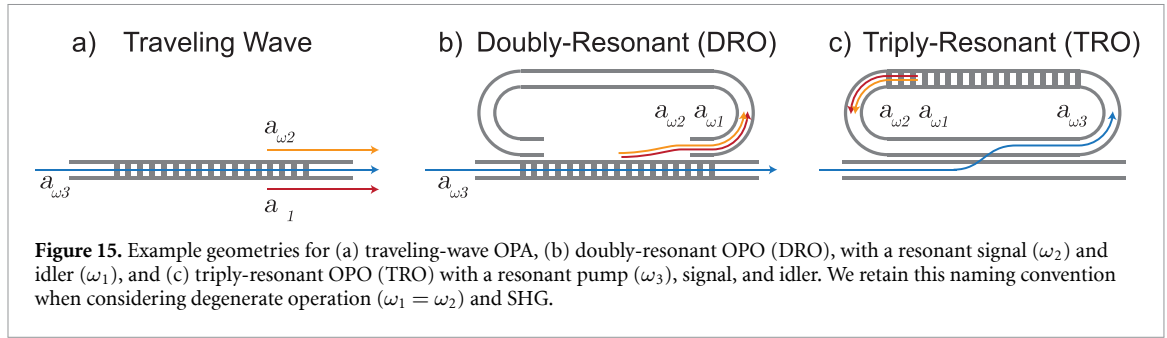 a) Traveling Wave
b) Doubly-Resonant (DRO)
c) Triply-Resonant (TRO)
a_ω2
a_ω3
a_1
a_ω2 a_ω1
a_ω3
a_ω2 a_ω1
a_ω3
Figure 15. Example geometries for (a) traveling-wave OPA, (b) doubly-resonant OPO (DRO), with a resonant signal (ω₂) and
idler (ω₁), and (c) triply-resonant OPO (TRO) with a resonant pump (ω₃), signal, and idler. We retain this naming convention
when considering degenerate operation (ω₁ = ω₂) and SHG.